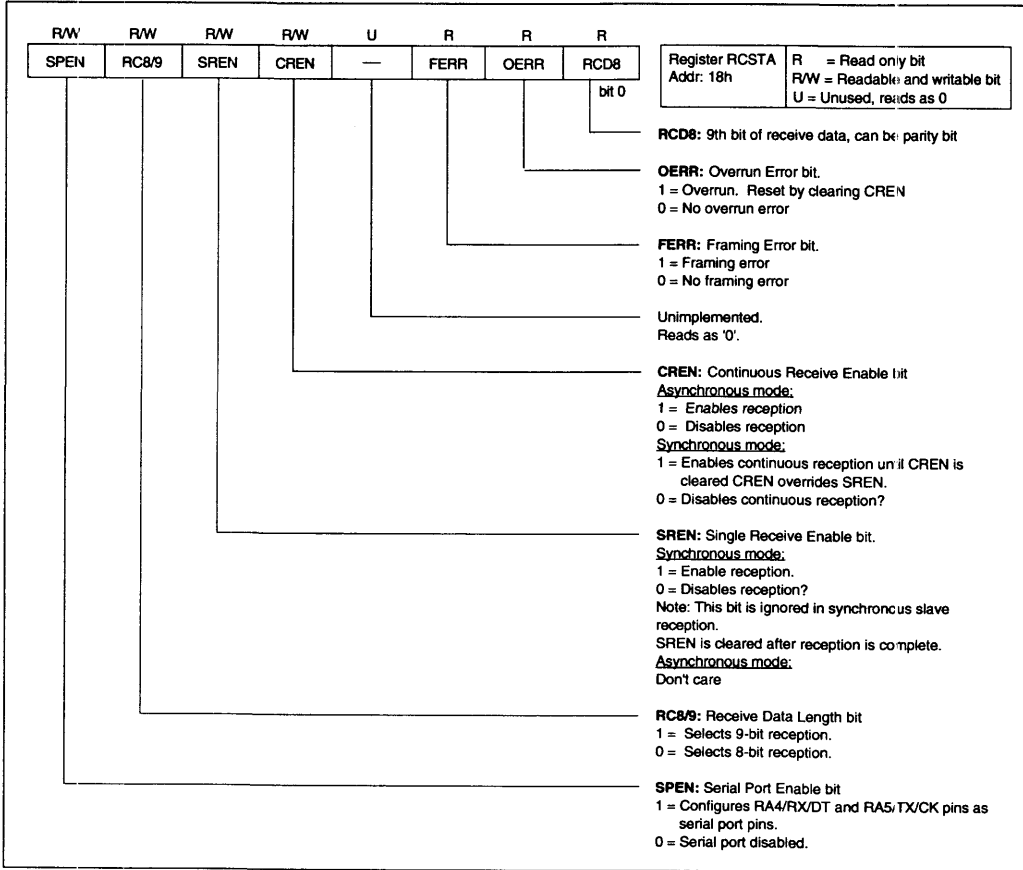 R/W R/W R/W R/W U R R R
SPEN RC8/9 SREN CREN — FERR OERR RCD8
bit 0
Register RCSTA
Addr: 18h
R = Read only bit
R/W = Readable and writable bit
U = Unused, reads as 0
RCD8: 9th bit of receive data, can be parity bit
OERR: Overrun Error bit.
1 = Overrun. Reset by clearing CREN
0 = No overrun error
FERR: Framing Error bit.
1 = Framing error
0 = No framing error
Unimplemented.
Reads as '0'.
CREN: Continuous Receive Enable bit
Asynchronous mode:
1 = Enables reception
0 = Disables reception
Synchronous mode:
1 = Enables continuous reception until CREN is
cleared CREN overrides SREN.
0 = Disables continuous reception?
SREN: Single Receive Enable bit.
Synchronous mode:
1 = Enable reception.
0 = Disables reception?
Note: This bit is ignored in synchronous slave
reception.
SREN is cleared after reception is complete.
Asynchronous mode:
Don't care
RC8/9: Receive Data Length bit
1 = Selects 9-bit reception.
0 = Selects 8-bit reception.
SPEN: Serial Port Enable bit
1 = Configures RA4/RX/DT and RA5/TX/CK pins as
serial port pins.
0 = Serial port disabled.